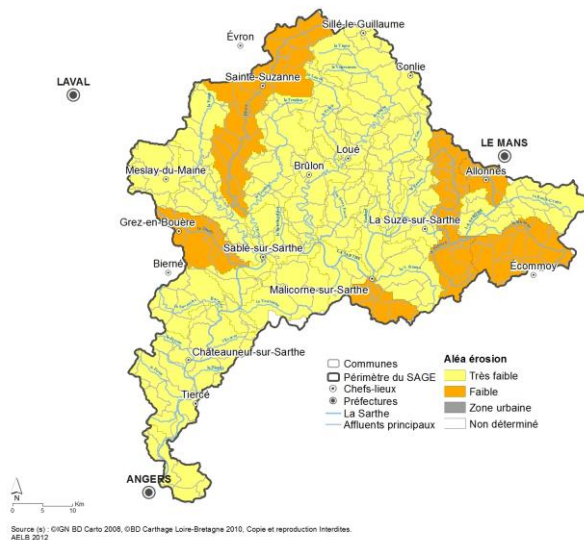 Sillé-le-Guillaume
Évron
Conlie
Sainte-Suzanne
LAVAL
LE MANS
Loué
Allonnes
Brûlon
Meslay-du-Maine
La Suze-sur-Sarthe
Grez-en-Bouère
Sablé-sur-Sarthe
Bierné
Écommoy
Malicorne-sur-Sarthe
Châteauneuf-sur-Sarthe
Tiercé
ANGERS
Communes
Périmètre du SAGE
Chefs-lieux
Préfectures
La Sarthe
Affluents principaux
Aléa érosion
Très faible
Faible
Zone urbaine
Non déterminé
N
0 5 10
Km
Source (s) : ©IGN BD Carto 2008, ©BD Carthage Loire-Bretagne 2010, Copie et reproduction Interdites.
AELB 2012